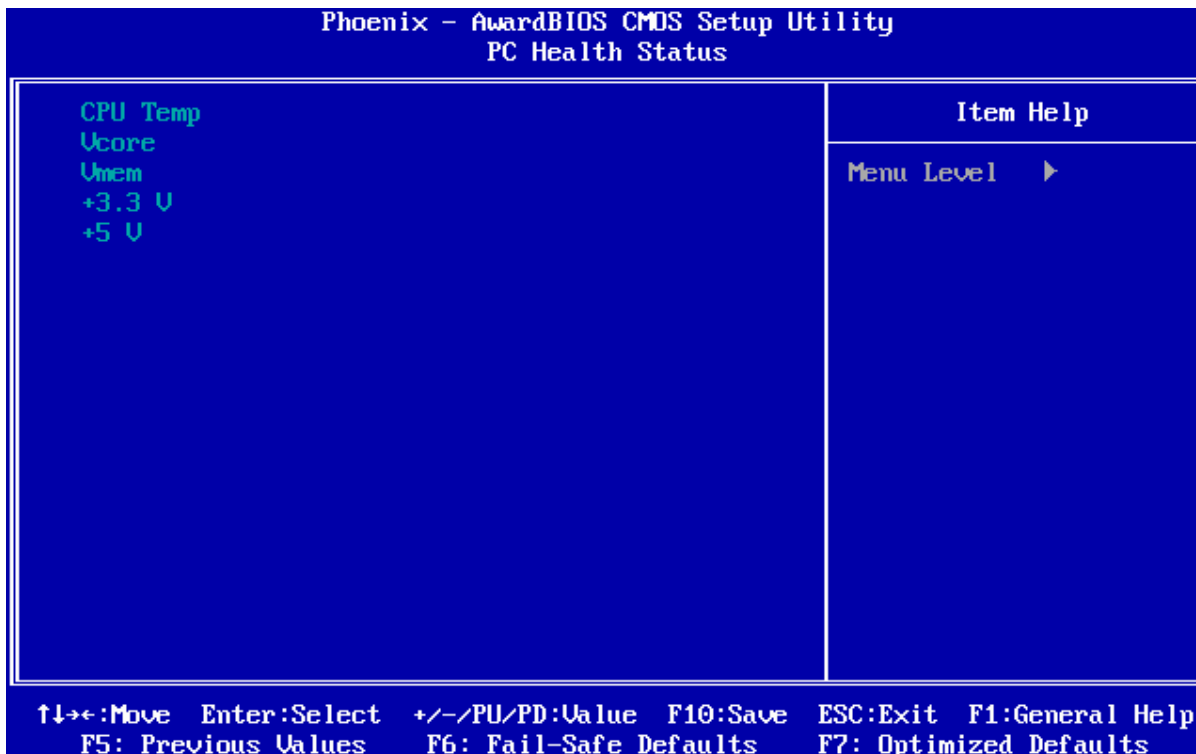 Phoenix - AwardBIOS CMOS Setup Utility
PC Health Status
CPU Temp
Vcore
Vmem
+3.3 V
+5 V
Item Help
Menu Level ▶
↑↓→←:Move Enter:Select +/-/PU/PD:Value F10:Save ESC:Exit F1:General Help
F5: Previous Values F6: Fail-Safe Defaults F7: Optimized Defaults